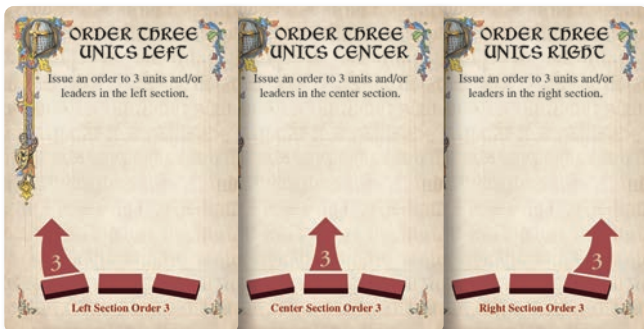 ORDER THREE
UNITS LEFT
Issue an order to 3 units and/or
leaders in the left section.
3
Left Section Order 3
ORDER THREE
UNITS CENTER
Issue an order to 3 units and/or
leaders in the center section.
3
Center Section Order 3
ORDER THREE
UNITS RIGHT
Issue an order to 3 units and/or
leaders in the right section.
3
Right Section Order 3